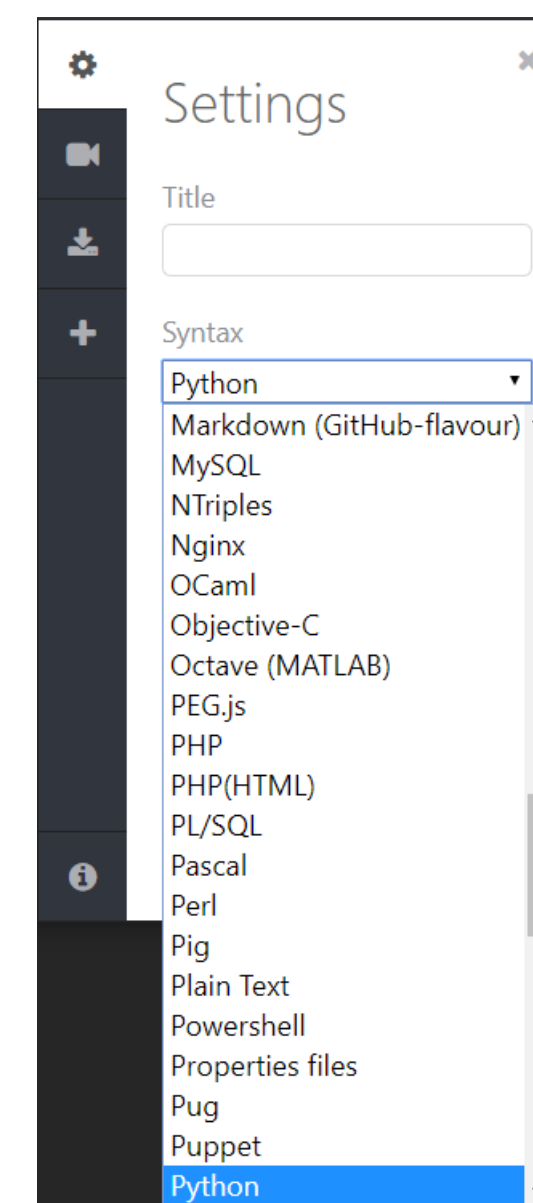 Settings
Title
Syntax
Python
Markdown (GitHub-flavour)
MySQL
NTriples
Nginx
OCaml
Objective-C
Octave (MATLAB)
PEG.js
PHP
PHP(HTML)
PL/SQL
Pascal
Perl
Pig
Plain Text
Powershell
Properties files
Pug
Puppet
Python